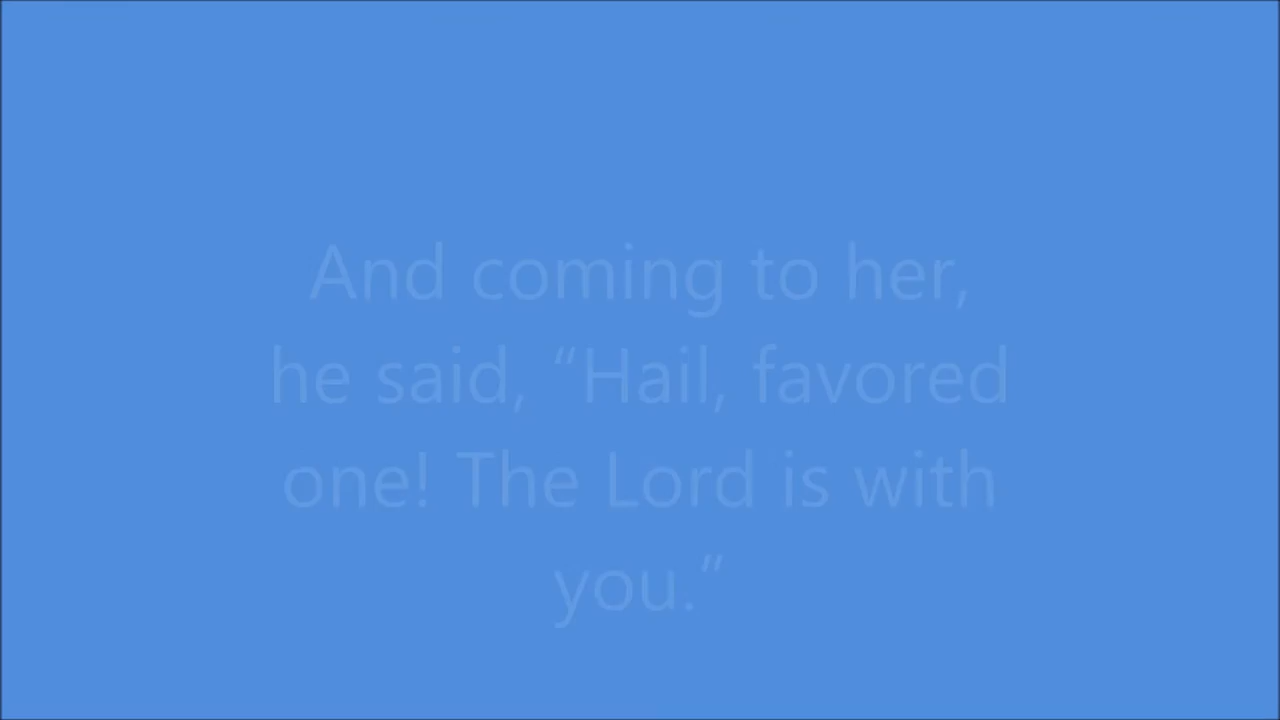 And coming to her,
he said, “Hail, favored
one! The Lord is with
you.”